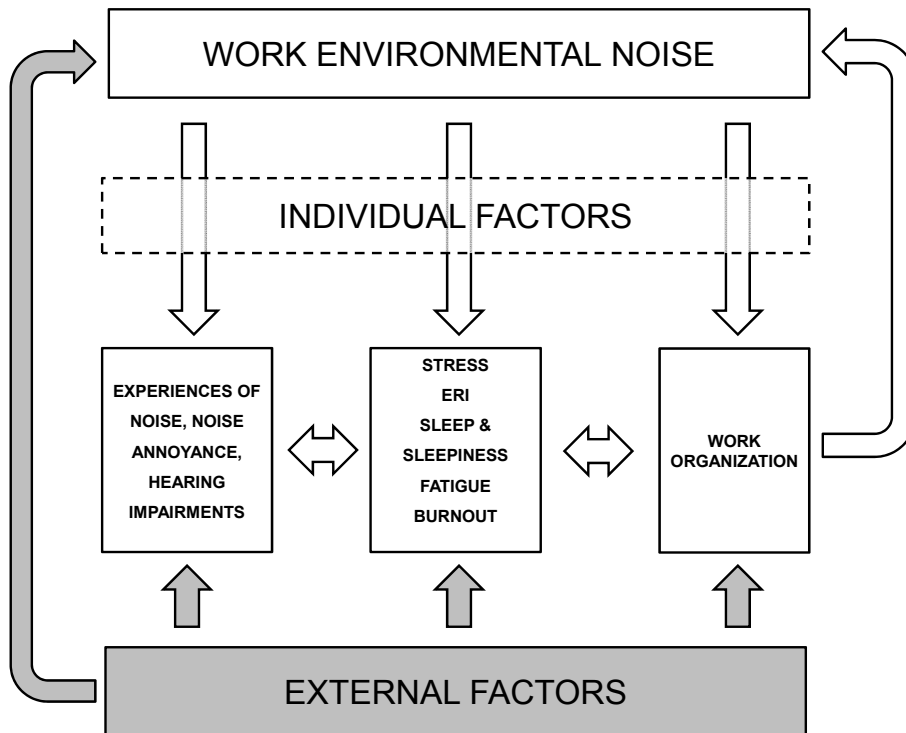 WORK ENVIRONMENTAL NOISE
INDIVIDUAL FACTORS
EXPERIENCES OF
NOISE, NOISE
ANNOYANCE,
HEARING
IMPAIRMENTS
STRESS
ERI
SLEEP &
SLEEPINESS
FATIGUE
BURNOUT
WORK
ORGANIZATION
EXTERNAL FACTORS